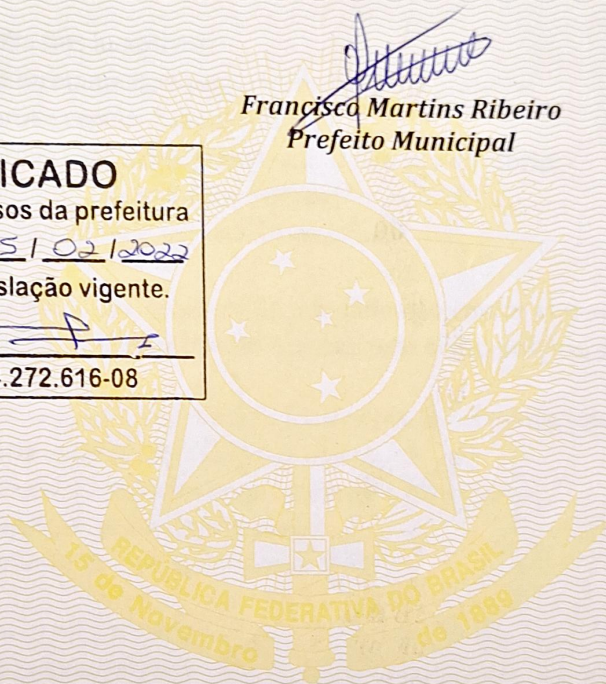 Francisco Martins Ribeiro
Prefeito Municipal
ICADO
sos da prefeitura
5 / 02 / 2022
slação vigente.
.272.616-08
REPÚBLICA FEDERATIVA DO BRASIL
15 de Novembro de 1889